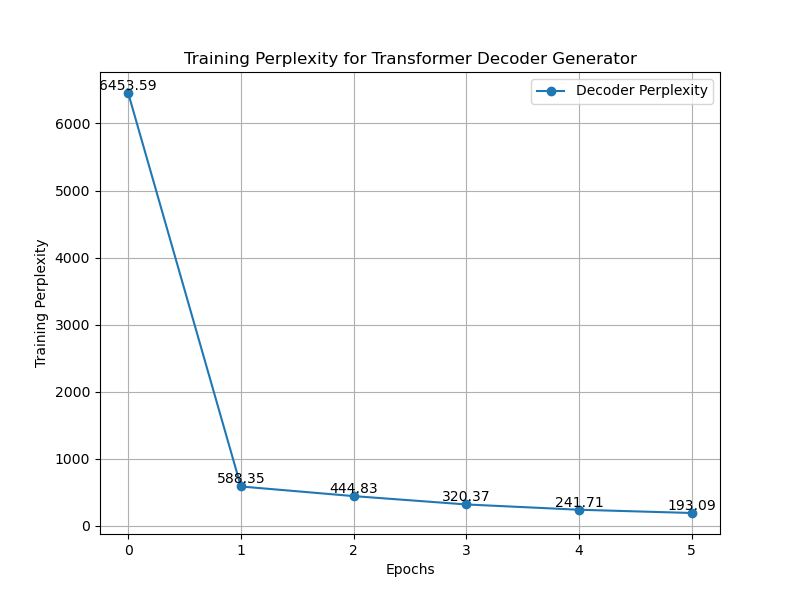 Training Perplexity for Transformer Decoder Generator
Decoder Perplexity
6453.59
588.35
444.83
320.37
241.71
193.09
Training Perplexity
6000
5000
4000
3000
2000
1000
0
0 1 2 3 4 5
Epochs